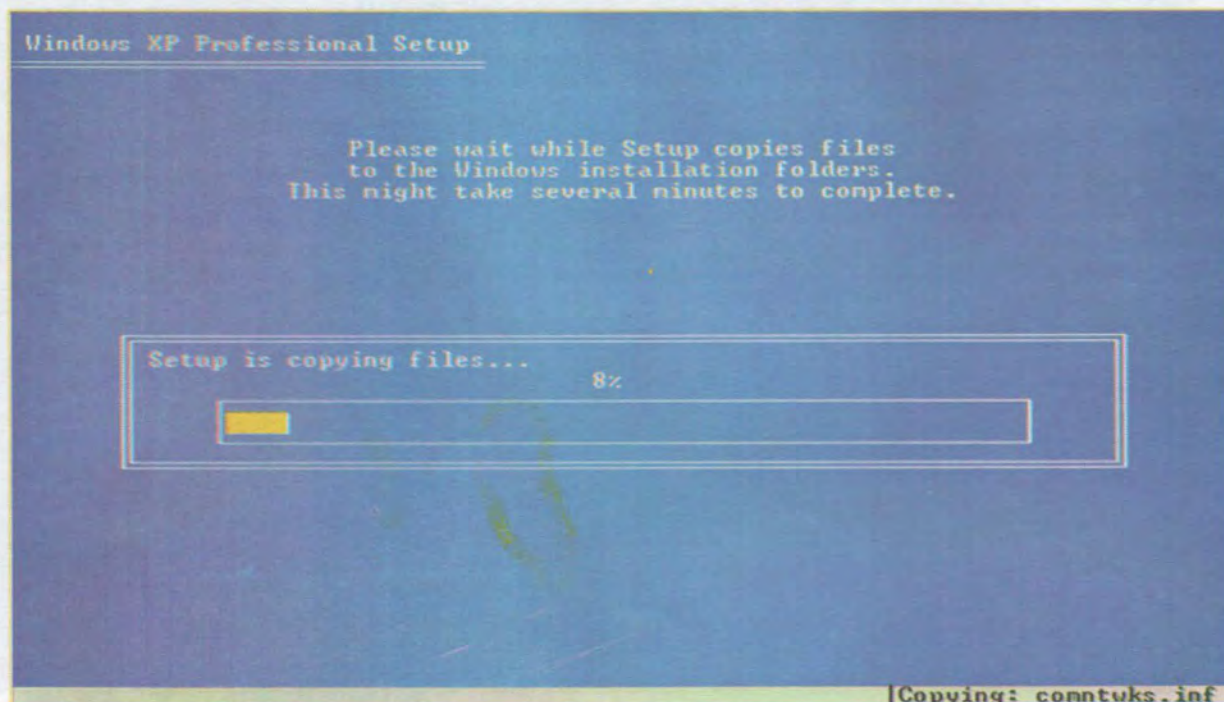 Windows XP Professional Setup
Please wait while Setup copies files
to the Windows installation folders.
This might take several minutes to complete.
Setup is copying files...
8%
Copying: comntwks.inf